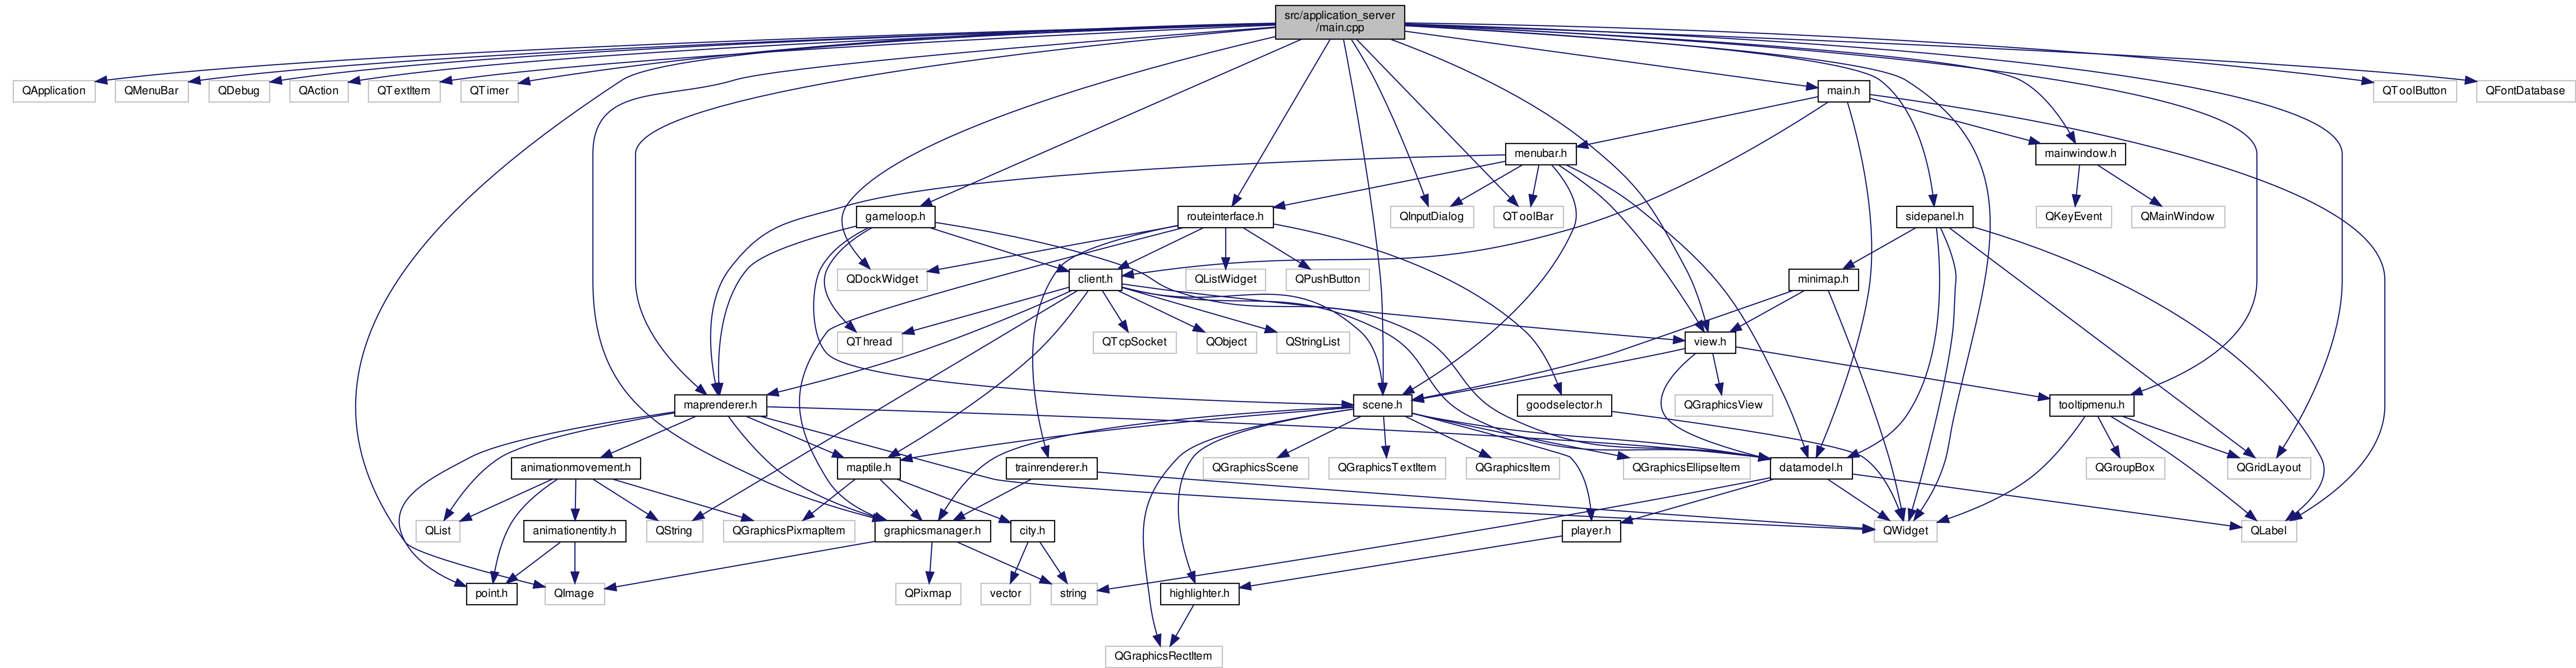 src/application_server
/main.cpp
QApplication
QMenuBar
QDebug
QAction
QTextItem
QTimer
main.h
QToolButton
QFontDatabase
menubar.h
mainwindow.h
gameloop.h
routeinterface.h
QInputDialog
QToolBar
sidepanel.h
QKeyEvent
QMainWindow
QDockWidget
client.h
QListWidget
QPushButton
minimap.h
QThread
QTcpSocket
QObject
QStringList
view.h
maprenderer.h
scene.h
goodselector.h
QGraphicsView
tooltipmenu.h
animationmovement.h
maptile.h
trainrenderer.h
QGraphicsScene
QGraphicsTextItem
QGraphicsItem
QGraphicsEllipseItem
datamodel.h
QGroupBox
QGridLayout
QList
animationentity.h
QString
QGraphicsPixmapItem
graphicsmanager.h
city.h
player.h
QWidget
QLabel
point.h
QImage
QPixmap
vector
string
highlighter.h
QGraphicsRectItem